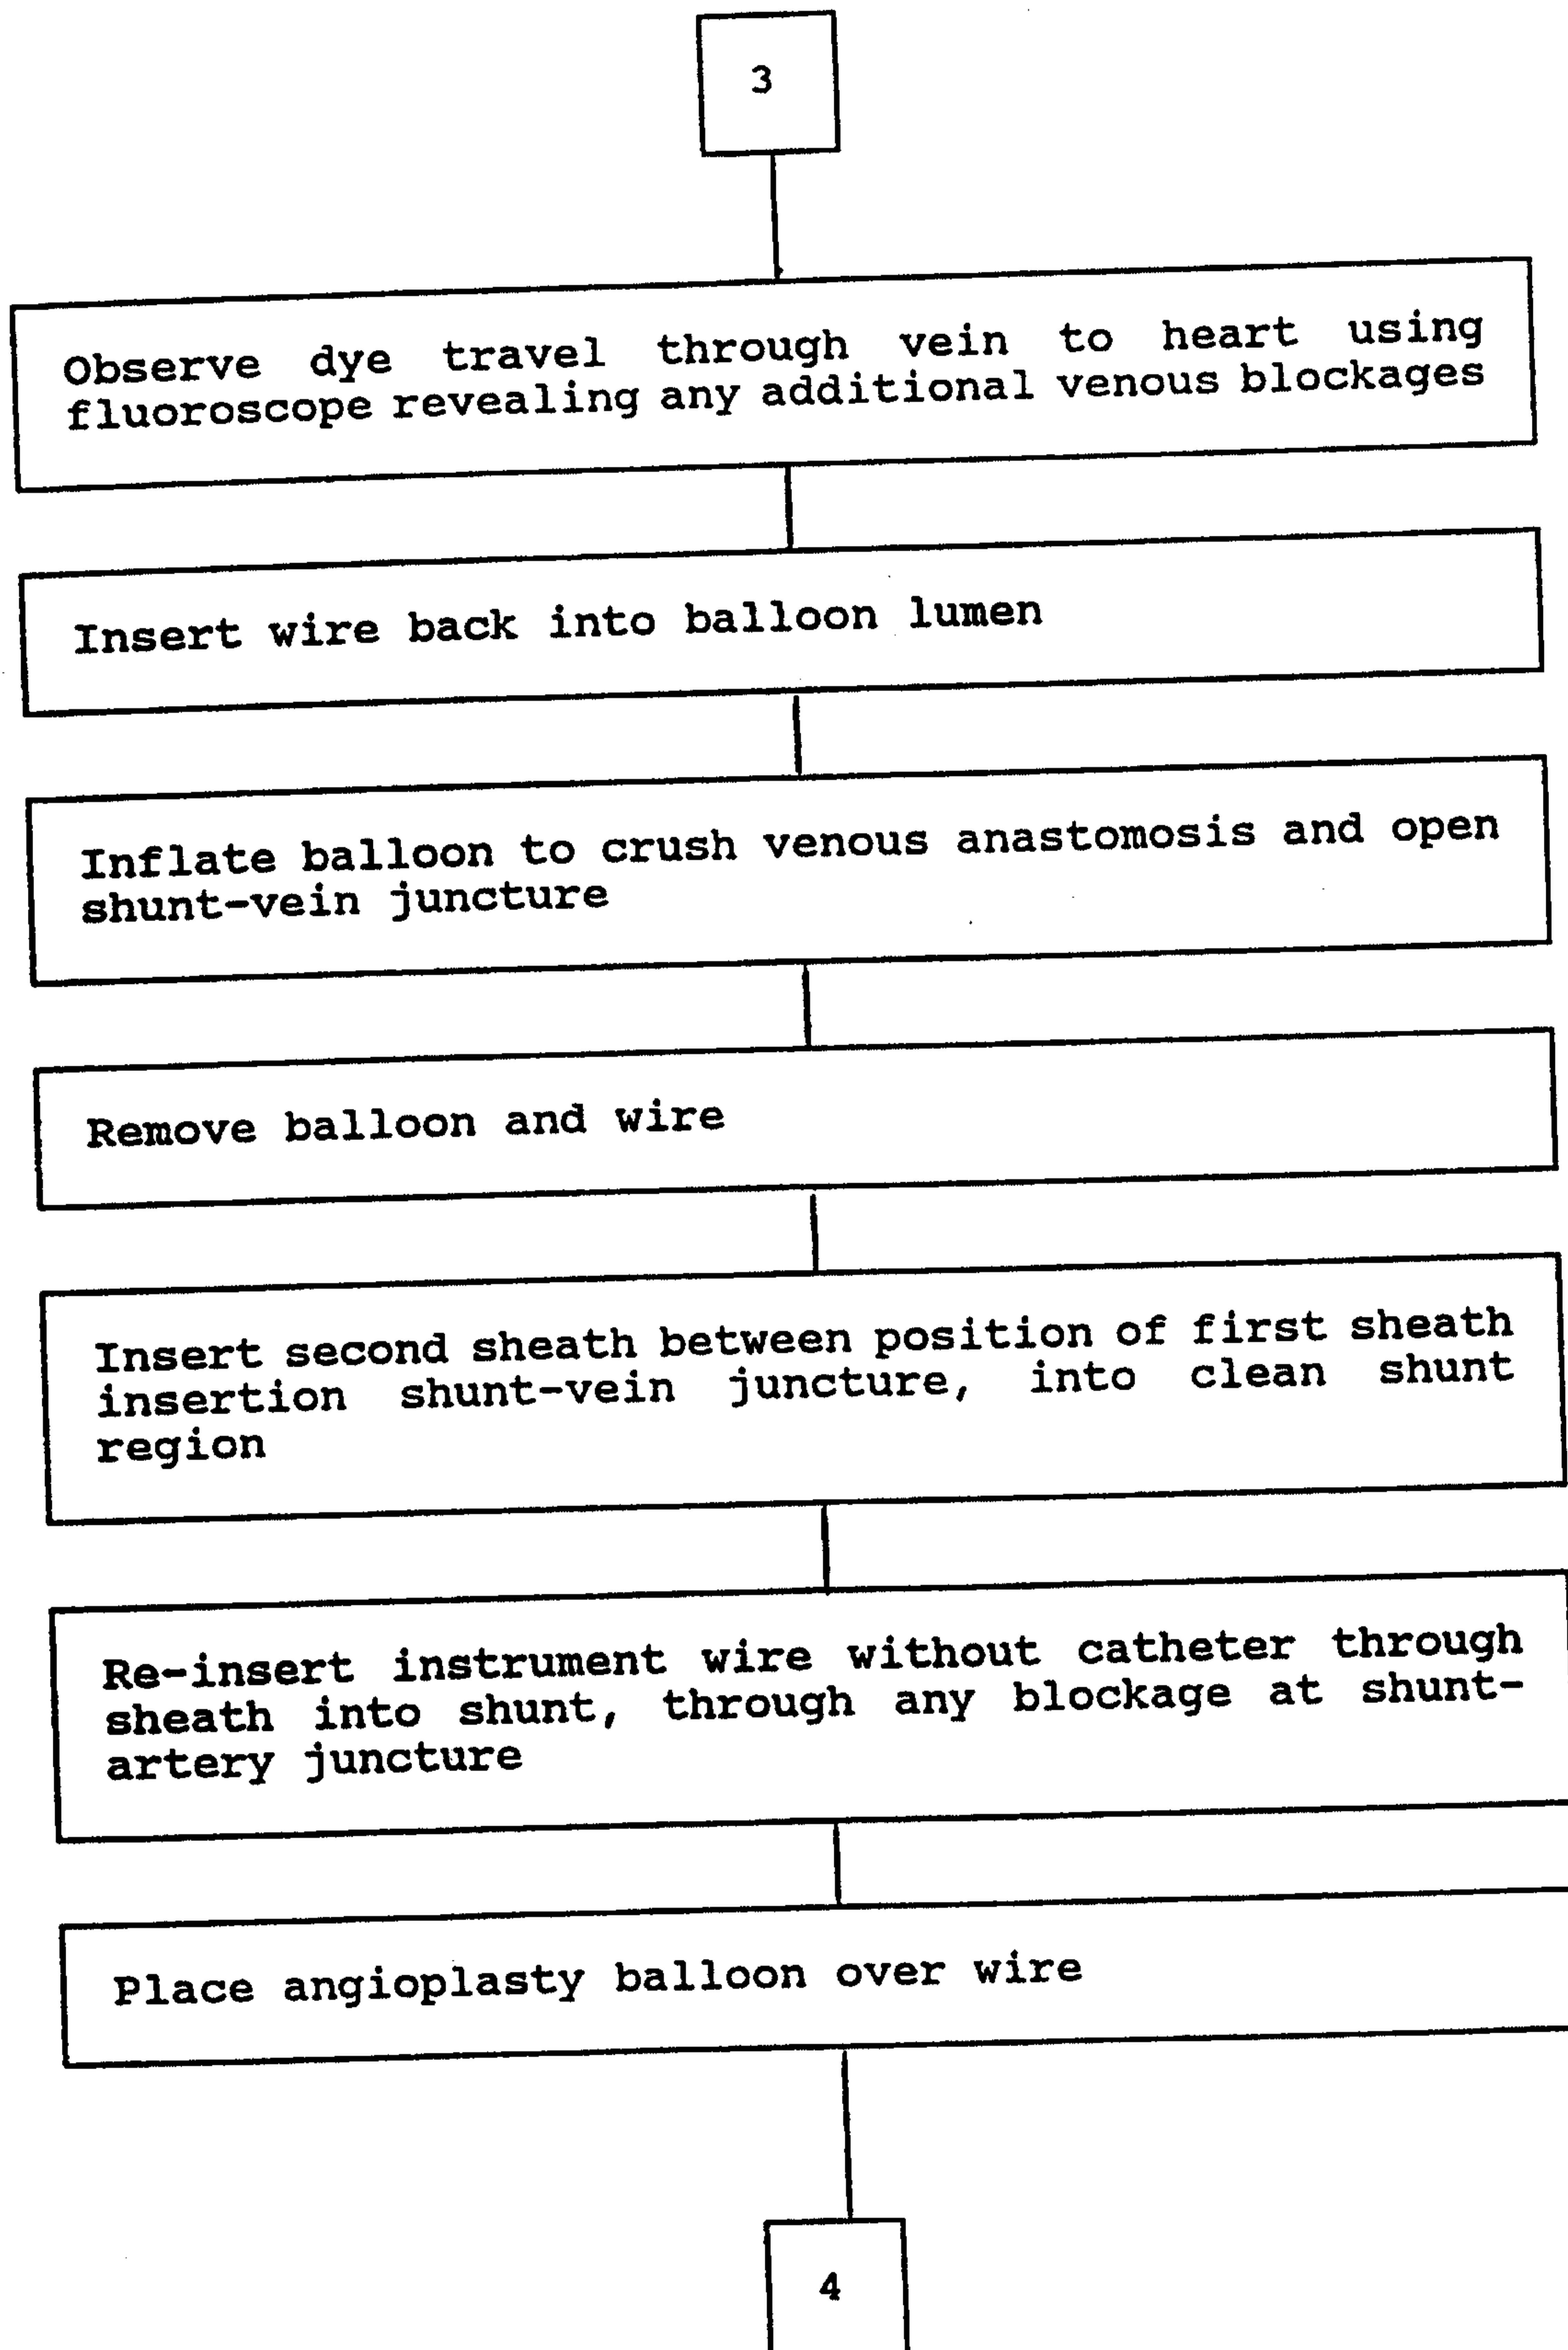 3
Observe dye travel through vein to heart using
fluoroscope revealing any additional venous blockages
Insert wire back into balloon lumen
Inflate balloon to crush venous anastomosis and open
shunt-vein juncture
Remove balloon and wire
Insert second sheath between position of first sheath
insertion shunt-vein juncture, into clean shunt
region
Re-insert instrument wire without catheter through
sheath into shunt, through any blockage at shunt-
artery juncture
Place angioplasty balloon over wire
4